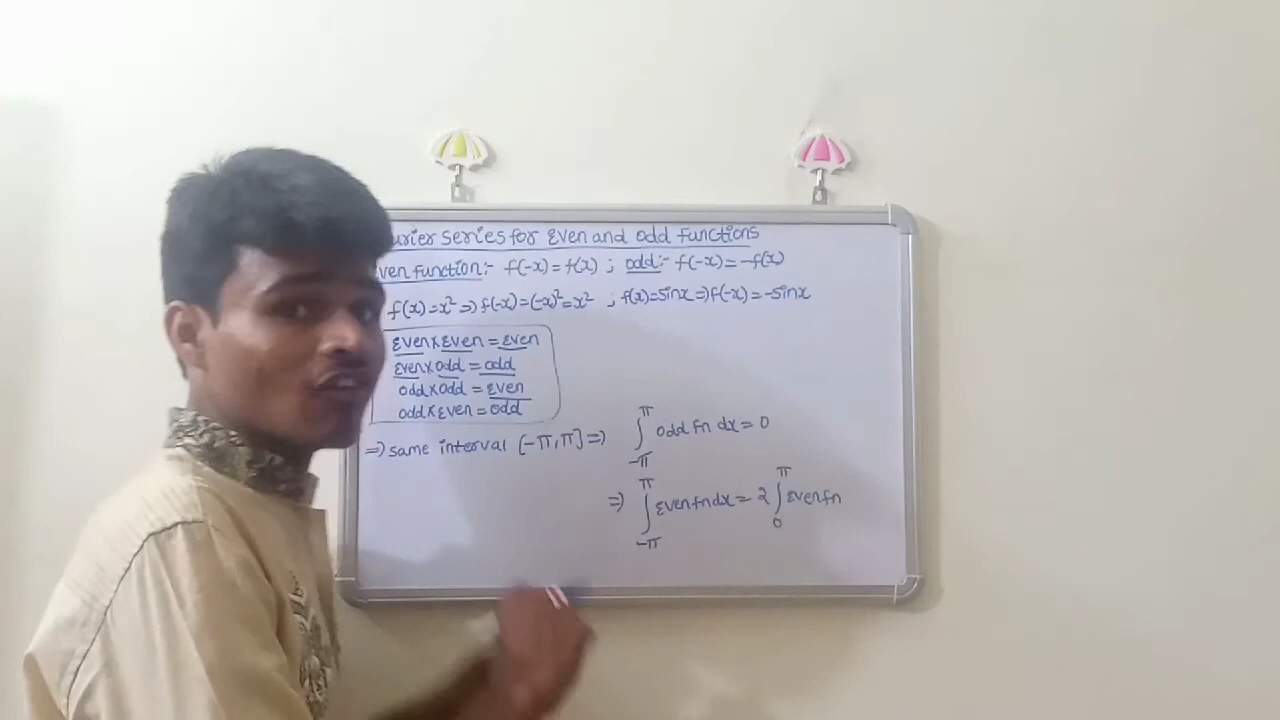 urier series for Even and odd Functions
ven function:- f(-x) = f(x) ; odd:- f(-x) = -f(x)
f(x) = x² => f(-x) = (-x)² = x² ; f(x) = sinx => f(-x) = -sinx
Even x Even = Even
Even x odd = odd
odd x odd = Even
odd x Even = odd
=> same interval [-π, π] => ∫_{-π}^{π} odd fn dx = 0
=> ∫_{-π}^{π} Even fn dx = 2 ∫_{0}^{π} Even fn